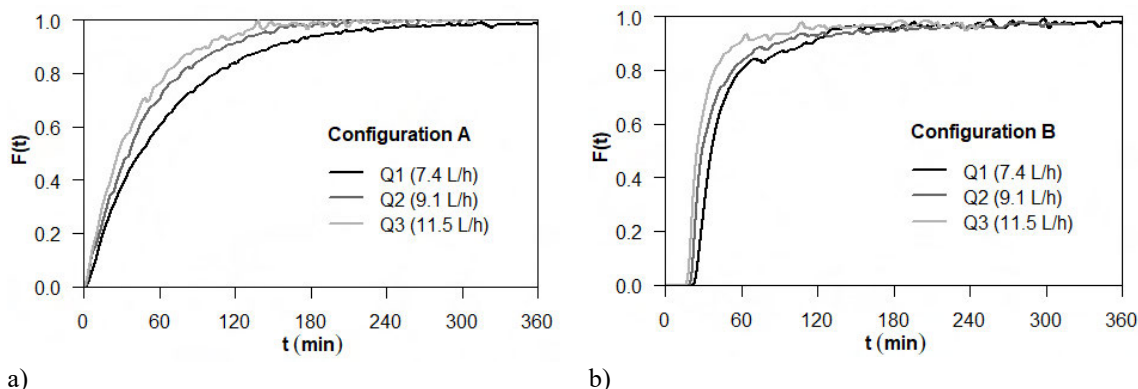 1.0
0.8
0.6
0.4
0.2
0.0
F(t)
Configuration A
Q1 (7.4 L/h)
Q2 (9.1 L/h)
Q3 (11.5 L/h)
0 60 120 180 240 300 360
t (min)
a)
1.0
0.8
0.6
0.4
0.2
0.0
F(t)
Configuration B
Q1 (7.4 L/h)
Q2 (9.1 L/h)
Q3 (11.5 L/h)
0 60 120 180 240 300 360
t (min)
b)